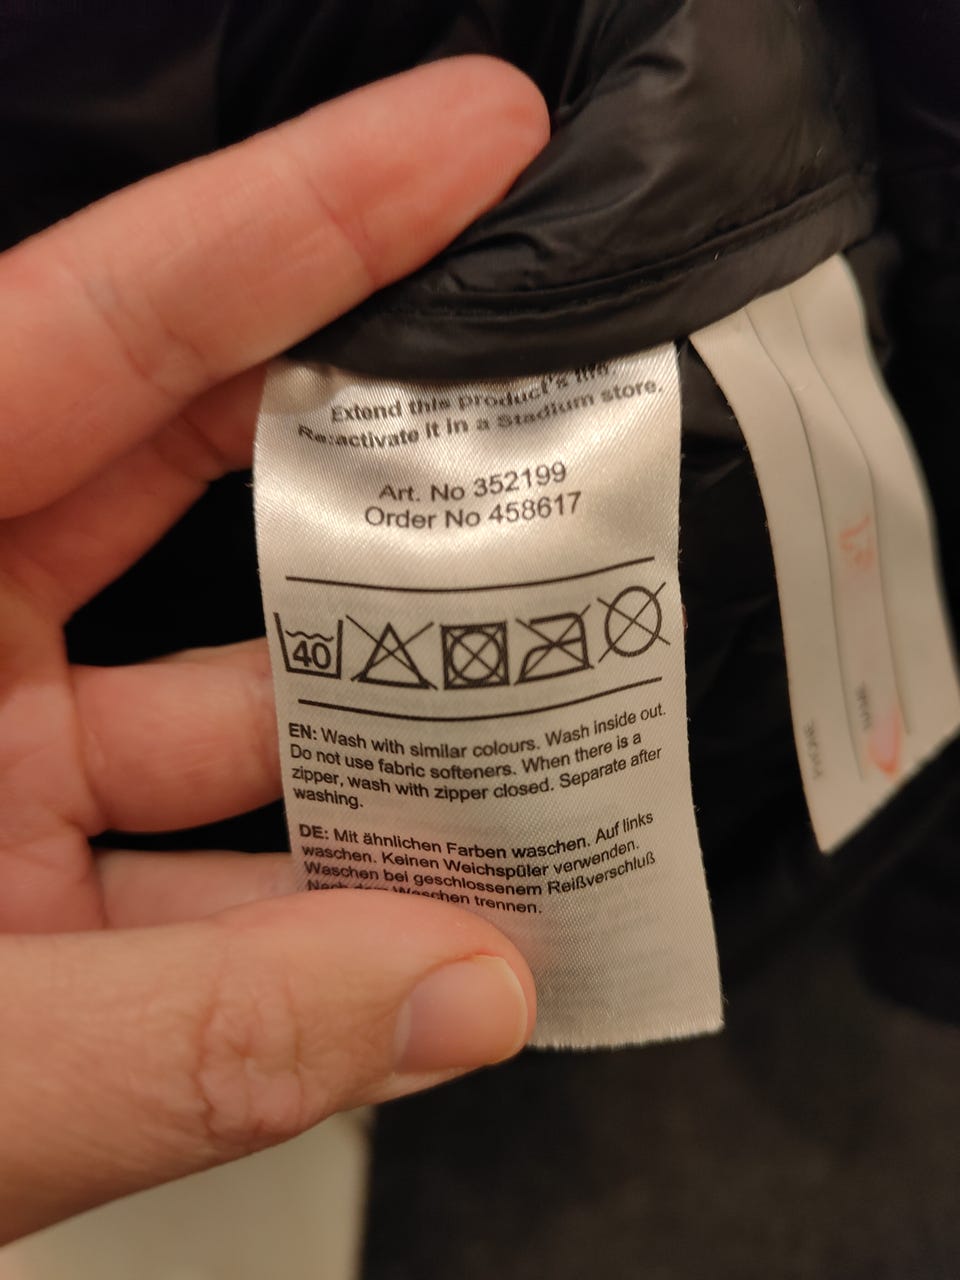 Extend this product's life.
Re:activate it in a Stadium store.
Art. No 352199
Order No 458617
40
EN: Wash with similar colours. Wash inside out.
Do not use fabric softeners. When there is a
zipper, wash with zipper closed. Separate after
washing.
DE: Mit ähnlichen Farben waschen. Auf links
waschen. Keinen Weichspüler verwenden.
Waschen bei geschlossenem Reißverschluß
Nach dem Waschen trennen.